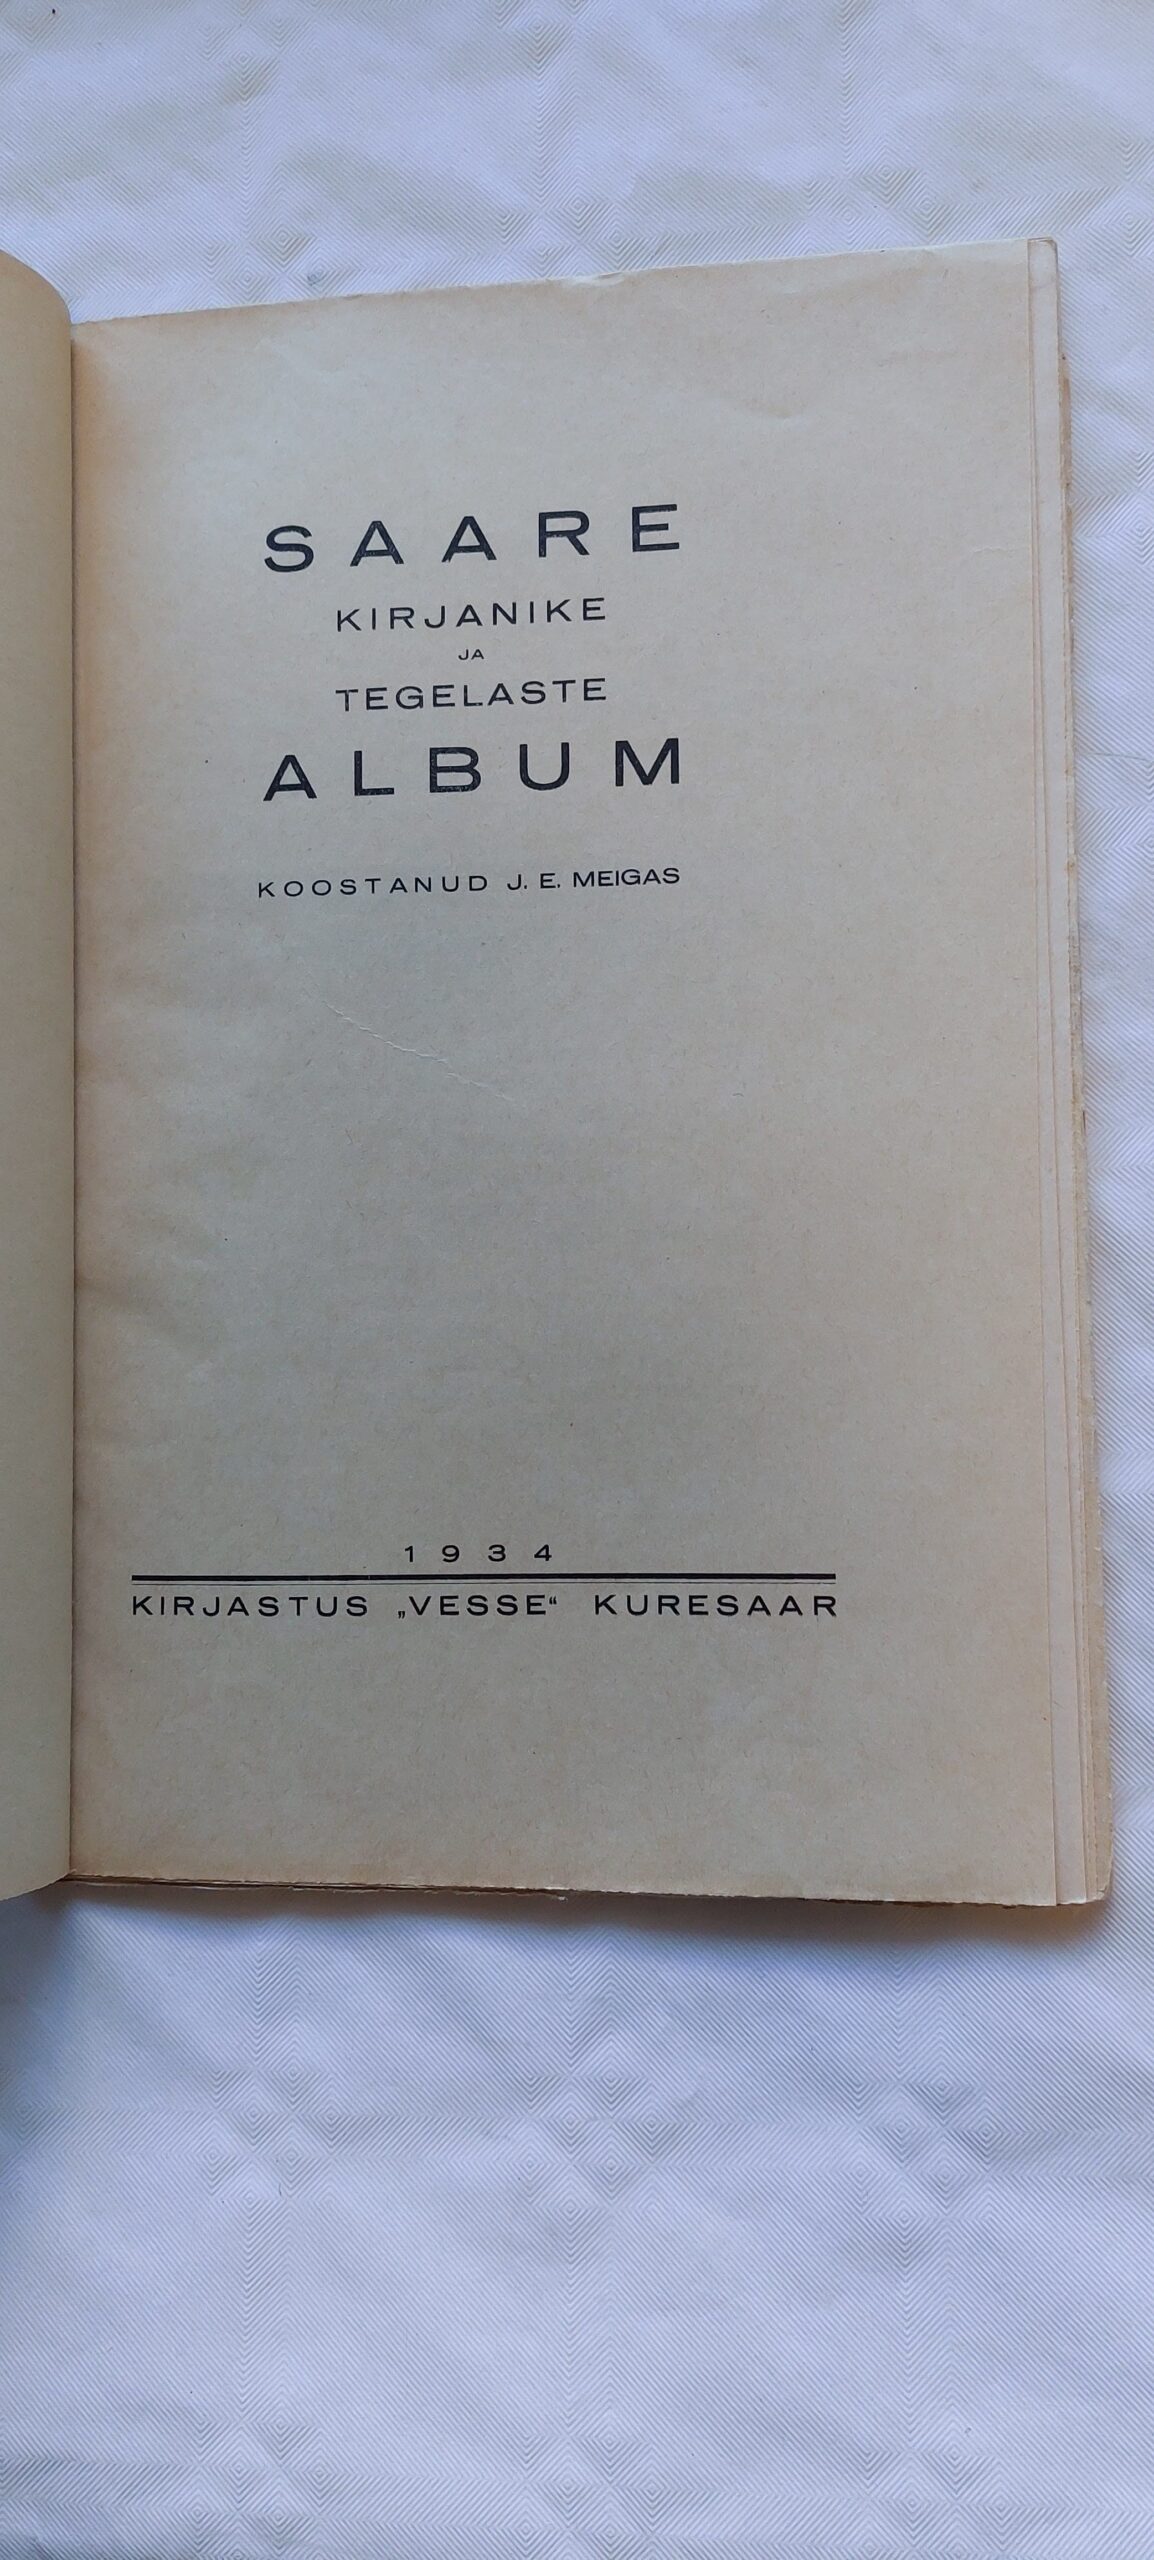 SAARE
KIRJANIKE
JA
TEGELASTE
ALBUM
KOOSTANUD J. E. MEIGAS
1934
KIRJASTUS „VESSE“ KURESAAR